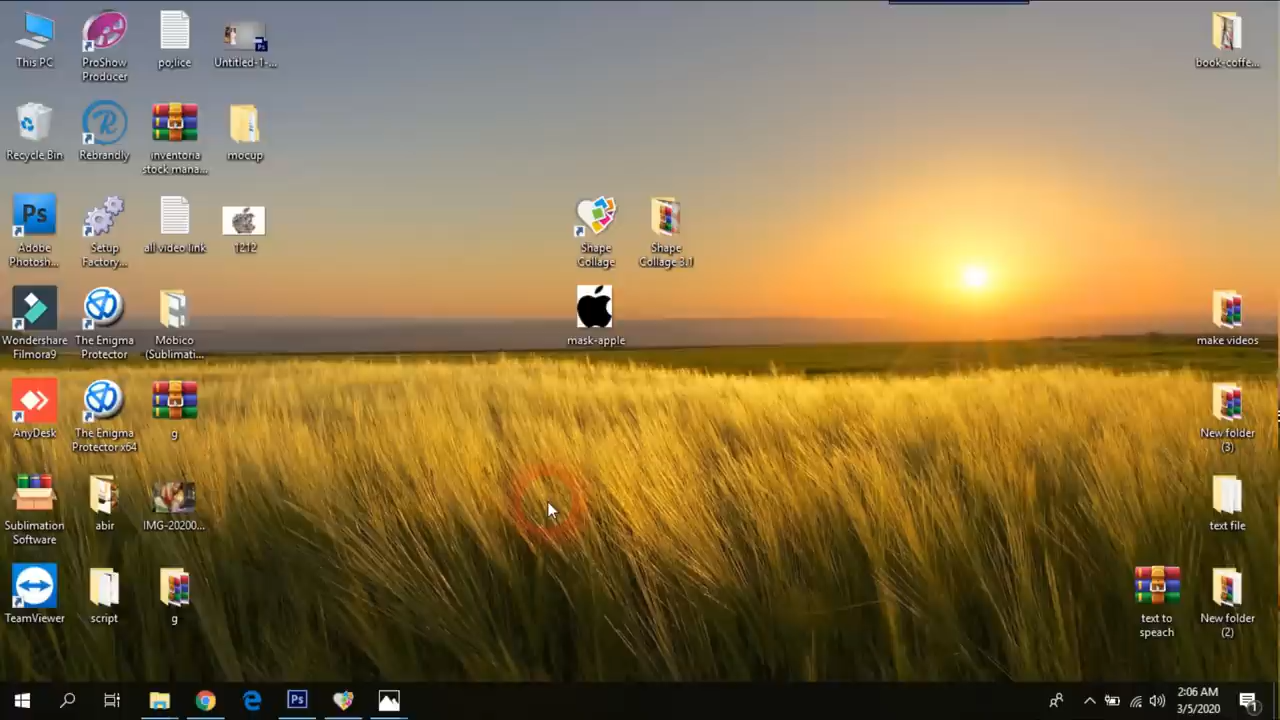 This PC
ProShow
Producer
po;lice
Untitled-1-...
book-coffe...
Recycle Bin
Rebrandly
inventoria
stock mana...
mocup
Ps
Adobe
Photosh...
Setup
Factory...
all video link
1212
Shape
Collage
Shape
Collage 3.1
Wondershare
Filmora9
The Enigma
Protector
Mobico
(Sublimati...
mask-apple
make videos
AnyDesk
The Enigma
Protector x64
g
New folder
(3)
Sublimation
Software
abir
IMG-20200...
text file
TeamViewer
script
g
text to
speach
New folder
(2)
Ps
2:06 AM
3/5/2020
1